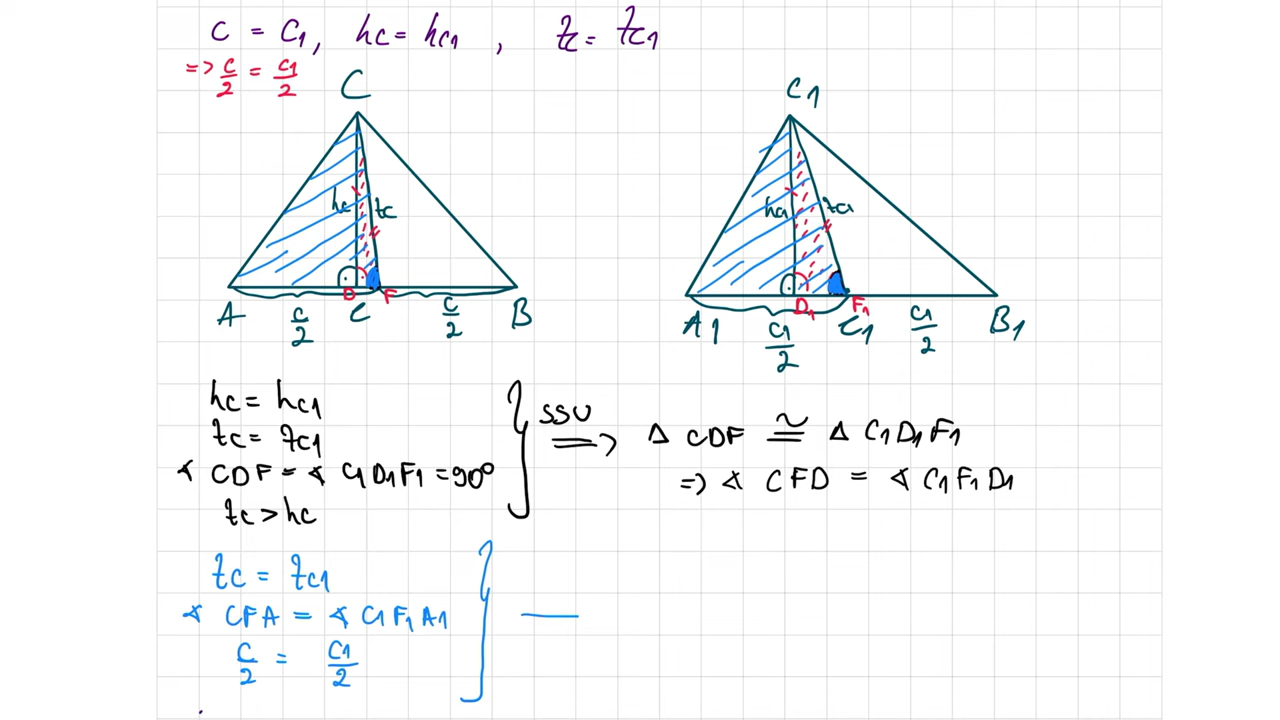 c = c1, hc = hc1, tc = tc1
=> c/2 = c1/2
C
C1
hc tc
hc1 tc1
D F
D1 F1
A c/2 C c/2 B
A1 c1/2 C1 c1/2 B1
hc = hc1
tc = tc1
∢ CDF = ∢ C1D1F1 = 90°
tc > hc
SSU
=> Δ CDF ≅ Δ C1D1F1
=> ∢ CFD = ∢ C1F1D1
tc = tc1
∢ CFA = ∢ C1F1A1
c/2 = c1/2